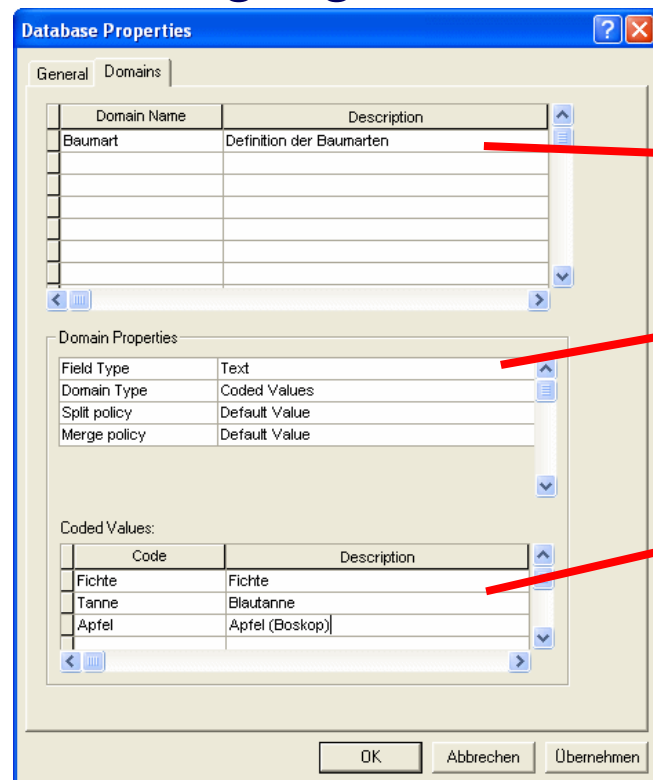 Database Properties
General Domains
Domain Name Description
Baumart Definition der Baumarten
Domain Properties
Field Type Text
Domain Type Coded Values
Split policy Default Value
Merge policy Default Value
Coded Values:
Code Description
Fichte Fichte
Tanne Blautanne
Apfel Apfel (Boskop)
OK Abbrechen Übernehmen